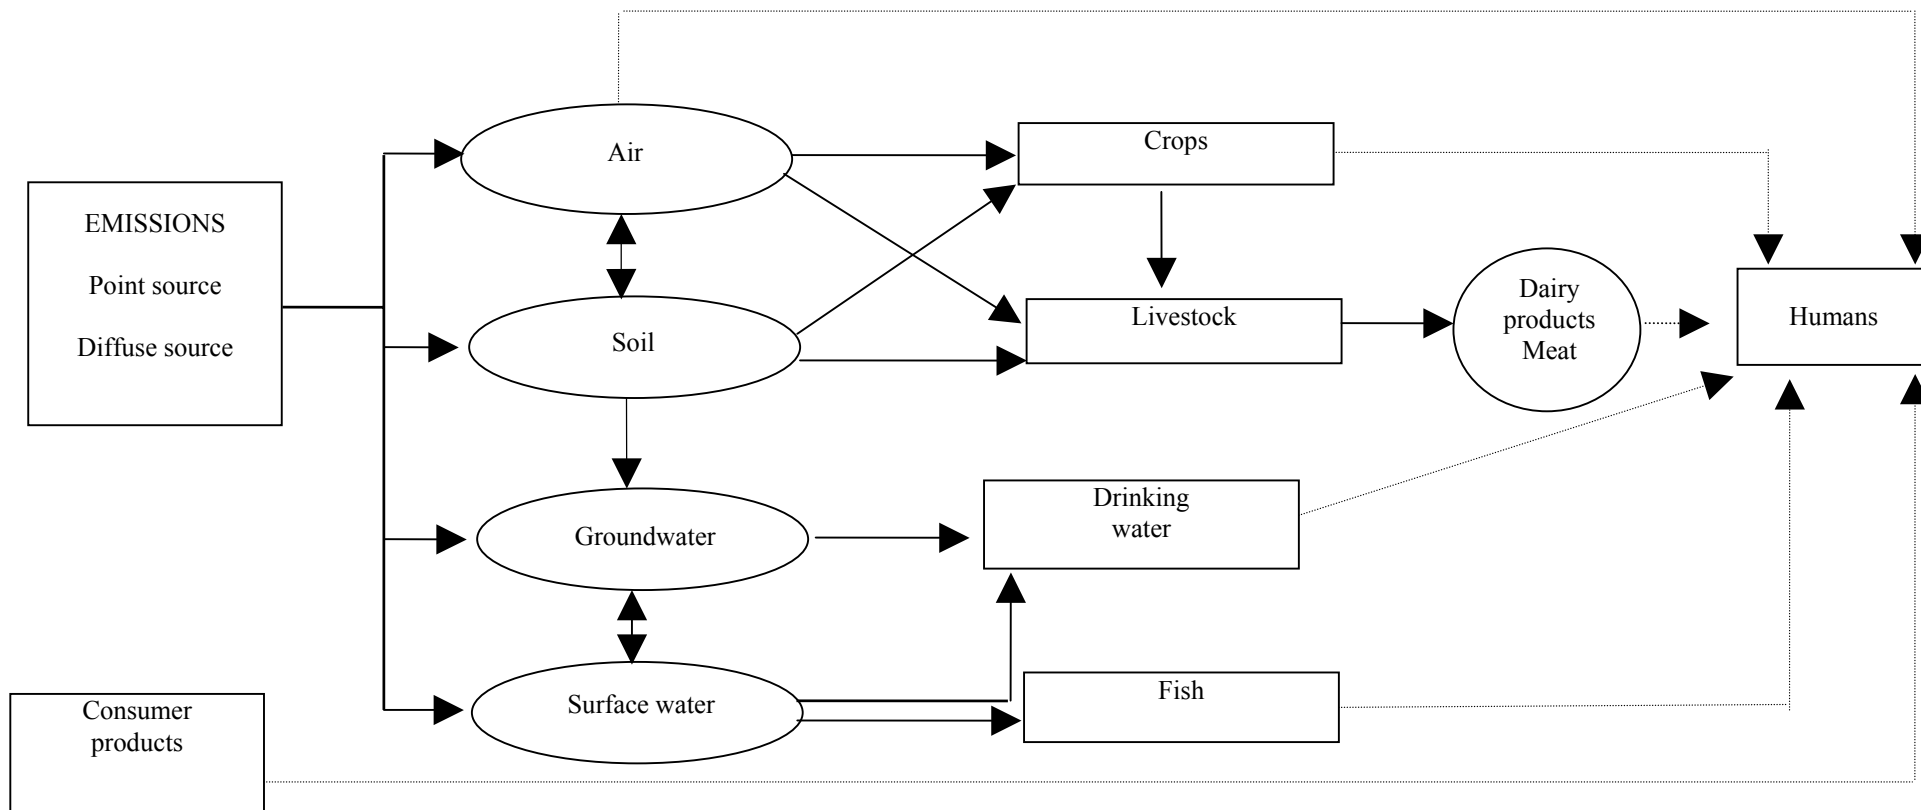 Air
Crops
EMISSIONS
Point source
Diffuse source
Soil
Livestock
Dairy
products
Meat
Humans
Groundwater
Drinking
water
Surface water
Fish
Consumer
products